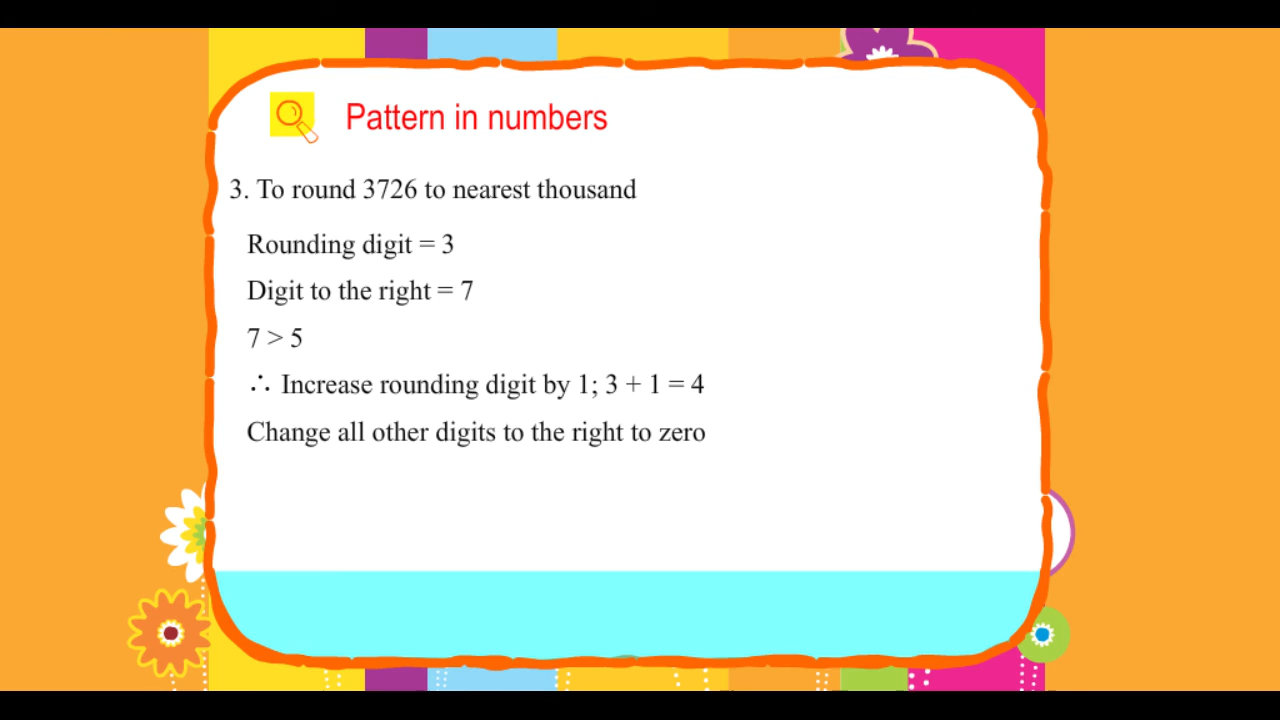 Pattern in numbers
3. To round 3726 to nearest thousand
Rounding digit = 3
Digit to the right = 7
7 > 5
∴ Increase rounding digit by 1; 3 + 1 = 4
Change all other digits to the right to zero